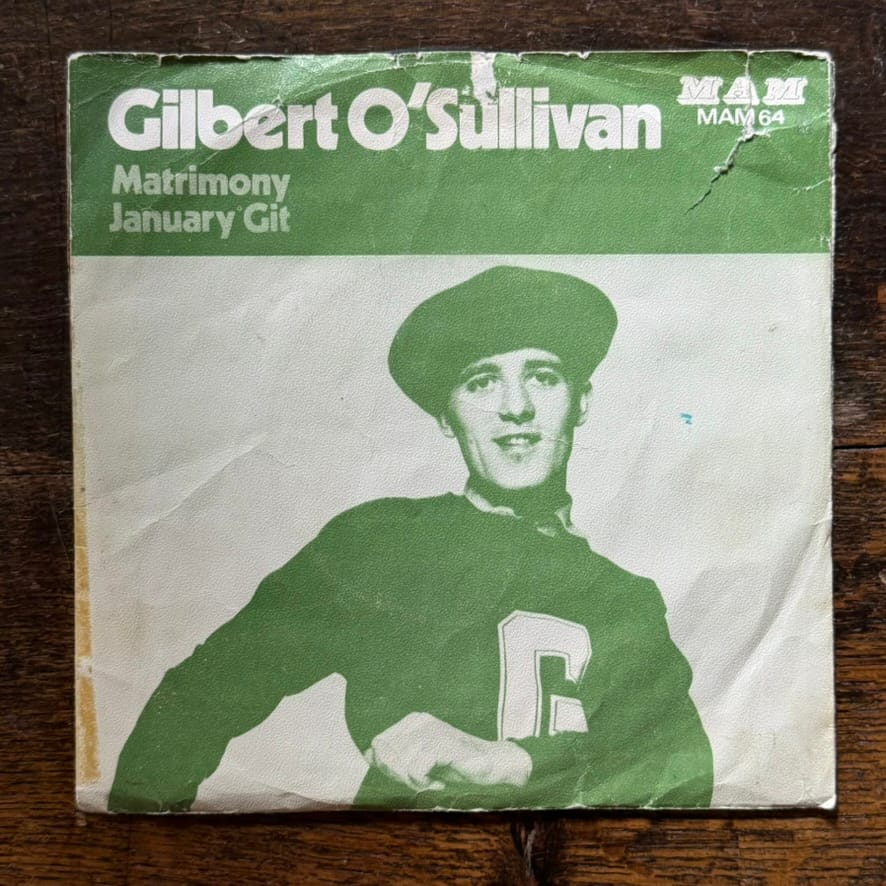 Gilbert O'Sullivan
MAM
MAM 64
Matrimony
January Git
G